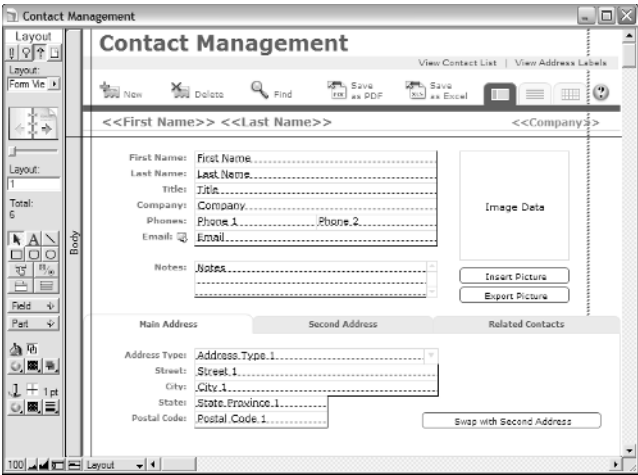 Contact Management
Layout
Layout:
Form Vie
Layout:
1
Total:
6
Field
Part
1 pt
Body
Contact Management
View Contact List | View Address Labels
New Delete Find Save as PDF Save as Excel
<<First Name>> <<Last Name>> <<Company>>
First Name: First Name
Last Name: Last Name
Title: Title
Company: Company
Phones: Phone 1 Phone 2
Email: Email
Image Data
Notes: Notes
Insert Picture
Export Picture
Main Address Second Address Related Contacts
Address Type: Address Type 1
Street: Street 1
City: City 1
State: State Province 1
Postal Code: Postal Code 1
Swap with Second Address
100 Layout